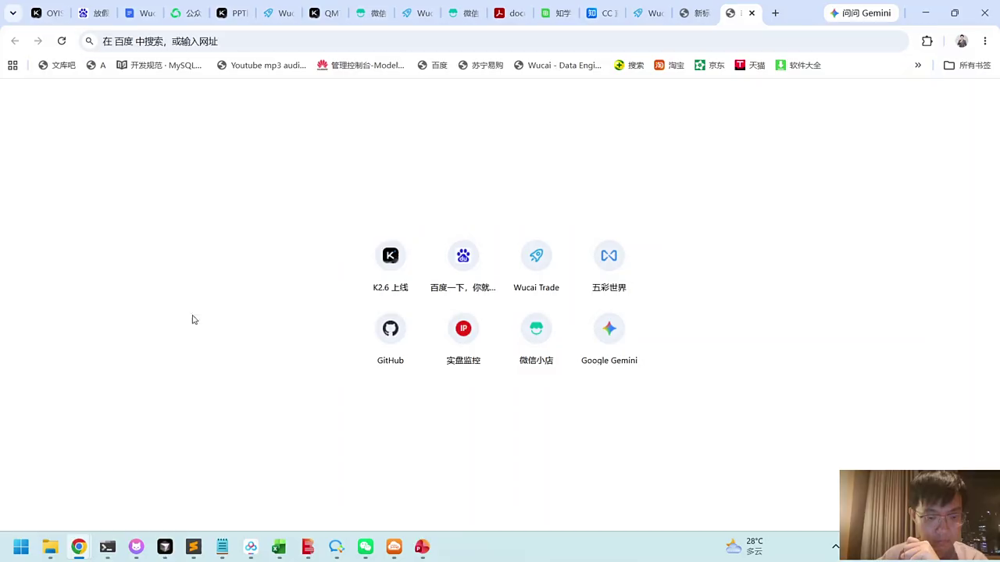 OYIS
放假
Wuc
公众
PPTi
Wuc
QMT
微信
Wuc
微信
doc
知学
CC 
Wuc
新标
问问 Gemini
在 百度 中搜索，或输入网址
文库吧
A
开发规范 · MySQL...
Youtube mp3 audi...
管理控制台-Model...
百度
苏宁易购
Wucai - Data Engi...
搜索
淘宝
京东
天猫
软件大全
»
所有书签
K2.6 上线
百度一下，你就...
Wucai Trade
五彩世界
GitHub
实盘监控
微信小店
Google Gemini
28°C
多云